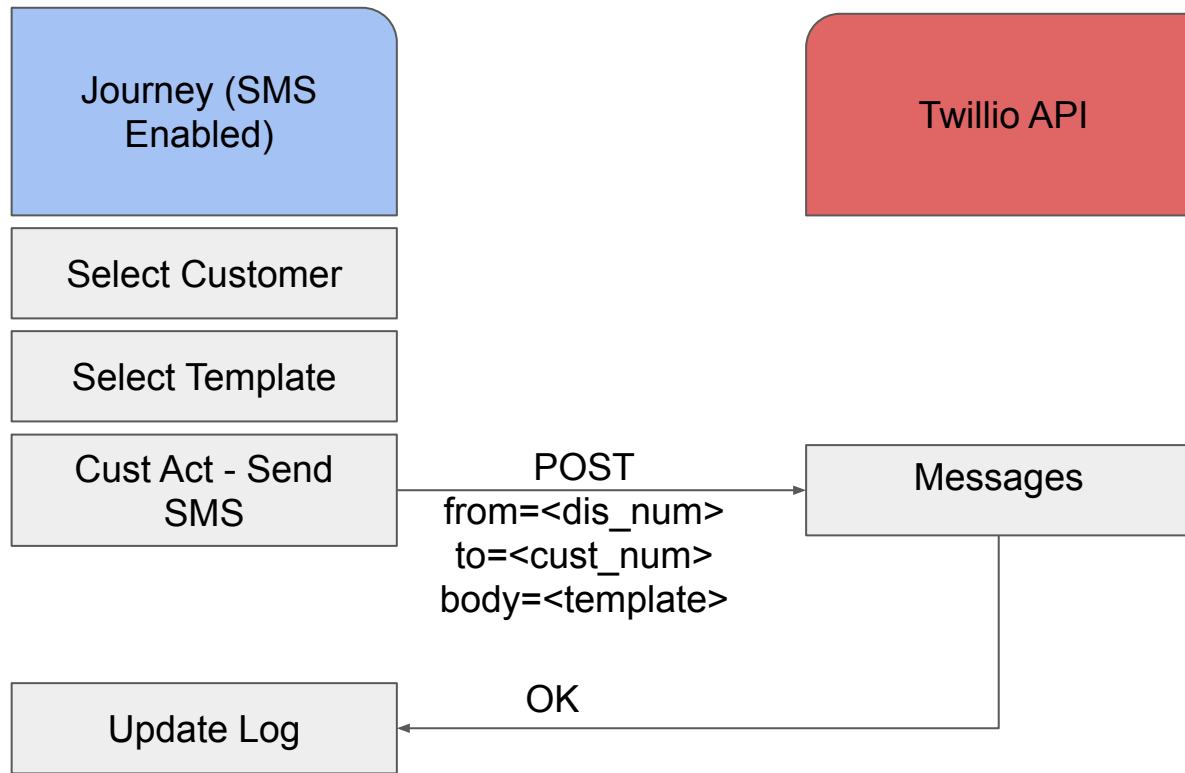 Journey (SMS
Enabled)
Twillio API
Select Customer
Select Template
Cust Act - Send
SMS
POST
from=<dis_num>
to=<cust_num>
body=<template>
Messages
OK
Update Log